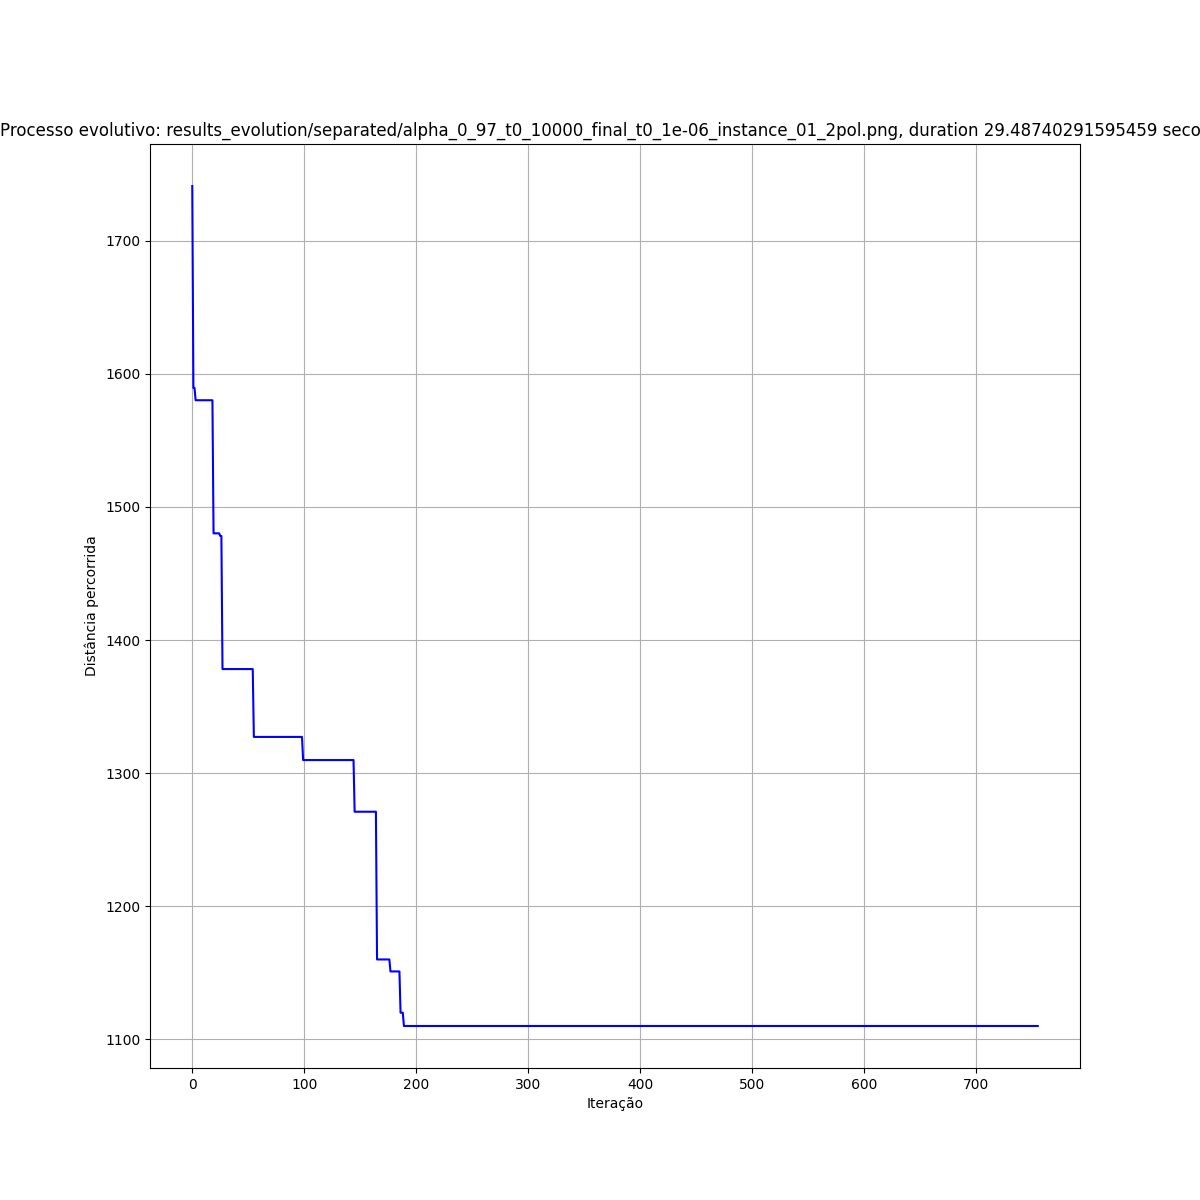 Processo evolutivo: results_evolution/separated/alpha_0_97_t0_10000_final_t0_1e-06_instance_01_2pol.png, duration 29.48740291595459 seco
1700
1600
1500
1400
1300
1200
1100
Distância percorrida
0 100 200 300 400 500 600 700
Iteração